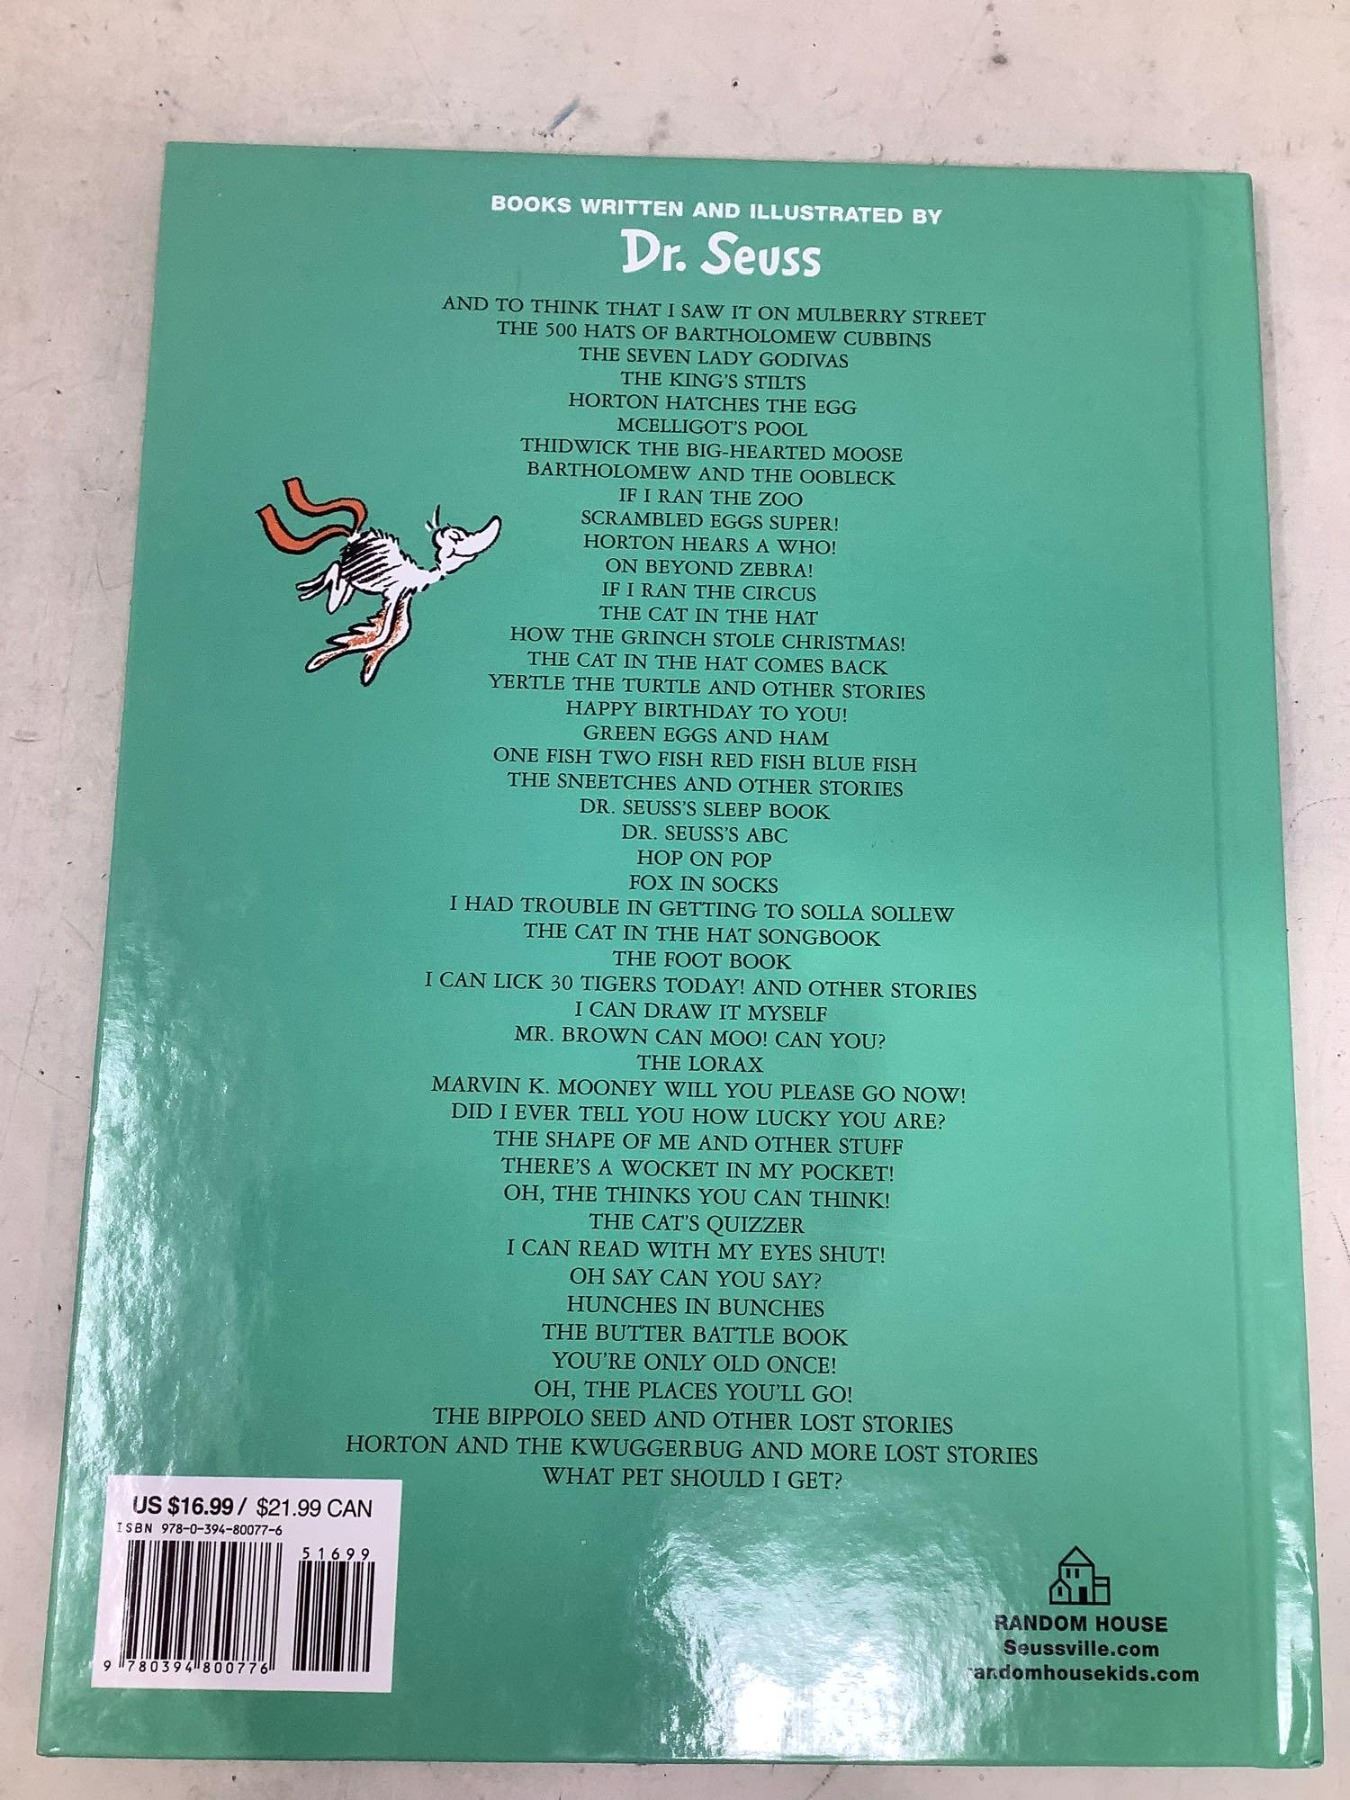 BOOKS WRITTEN AND ILLUSTRATED BY
Dr. Seuss
AND TO THINK THAT I SAW IT ON MULBERRY STREET
THE 500 HATS OF BARTHOLOMEW CUBBINS
THE SEVEN LADY GODIVAS
THE KING'S STILTS
HORTON HATCHES THE EGG
MCELLIGOT'S POOL
THIDWICK THE BIG-HEARTED MOOSE
BARTHOLOMEW AND THE OOBLECK
IF I RAN THE ZOO
SCRAMBLED EGGS SUPER!
HORTON HEARS A WHO!
ON BEYOND ZEBRA!
IF I RAN THE CIRCUS
THE CAT IN THE HAT
HOW THE GRINCH STOLE CHRISTMAS!
THE CAT IN THE HAT COMES BACK
YERTLE THE TURTLE AND OTHER STORIES
HAPPY BIRTHDAY TO YOU!
GREEN EGGS AND HAM
ONE FISH TWO FISH RED FISH BLUE FISH
THE SNEETCHES AND OTHER STORIES
DR. SEUSS'S SLEEP BOOK
DR. SEUSS'S ABC
HOP ON POP
FOX IN SOCKS
I HAD TROUBLE IN GETTING TO SOLLA SOLLEW
THE CAT IN THE HAT SONGBOOK
THE FOOT BOOK
I CAN LICK 30 TIGERS TODAY! AND OTHER STORIES
I CAN DRAW IT MYSELF
MR. BROWN CAN MOO! CAN YOU?
THE LORAX
MARVIN K. MOONEY WILL YOU PLEASE GO NOW!
DID I EVER TELL YOU HOW LUCKY YOU ARE?
THE SHAPE OF ME AND OTHER STUFF
THERE'S A WOCKET IN MY POCKET!
OH, THE THINKS YOU CAN THINK!
THE CAT'S QUIZZER
I CAN READ WITH MY EYES SHUT!
OH SAY CAN YOU SAY?
HUNCHES IN BUNCHES
THE BUTTER BATTLE BOOK
YOU'RE ONLY OLD ONCE!
OH, THE PLACES YOU'LL GO!
THE BIPPOLO SEED AND OTHER LOST STORIES
HORTON AND THE KWUGGERBUG AND MORE LOST STORIES
WHAT PET SHOULD I GET?
US $16.99 / $21.99 CAN
ISBN 978-0-394-80077-6
51699
9 780394 800776
RANDOM HOUSE
Seussville.com
randomhousekids.com